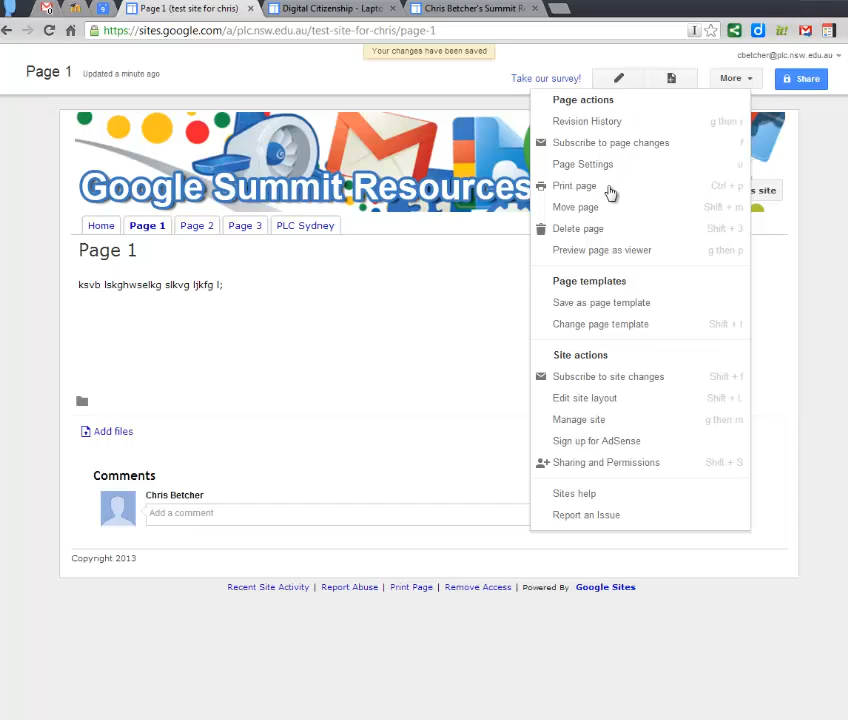 Page 1 (test site for chris)
Digital Citizenship - Lapto
Chris Betcher's Summit R
https://sites.google.com/a/plc.nsw.edu.au/test-site-for-chris/page-1
Your changes have been saved
cbetcher@plc.nsw.edu.au
Page 1
Updated a minute ago
Take our survey!
More
Share
Page actions
Revision History g then r
Subscribe to page changes f
Page Settings u
Print page Ctrl + p
Move page Shift + m
Delete page Shift + 3
Preview page as viewer g then p
Page templates
Save as page template
Change page template Shift + t
Site actions
Subscribe to site changes Shift + f
Edit site layout Shift + L
Manage site g then m
Sign up for AdSense
Sharing and Permissions Shift + S
Sites help
Report an Issue
Google Summit Resources
s site
Home
Page 1
Page 2
Page 3
PLC Sydney
Page 1
ksvb lskghwselkg slkvg ljkfg l;
Add files
Comments
Chris Betcher
Add a comment
Copyright 2013
Recent Site Activity | Report Abuse | Print Page | Remove Access | Powered By Google Sites